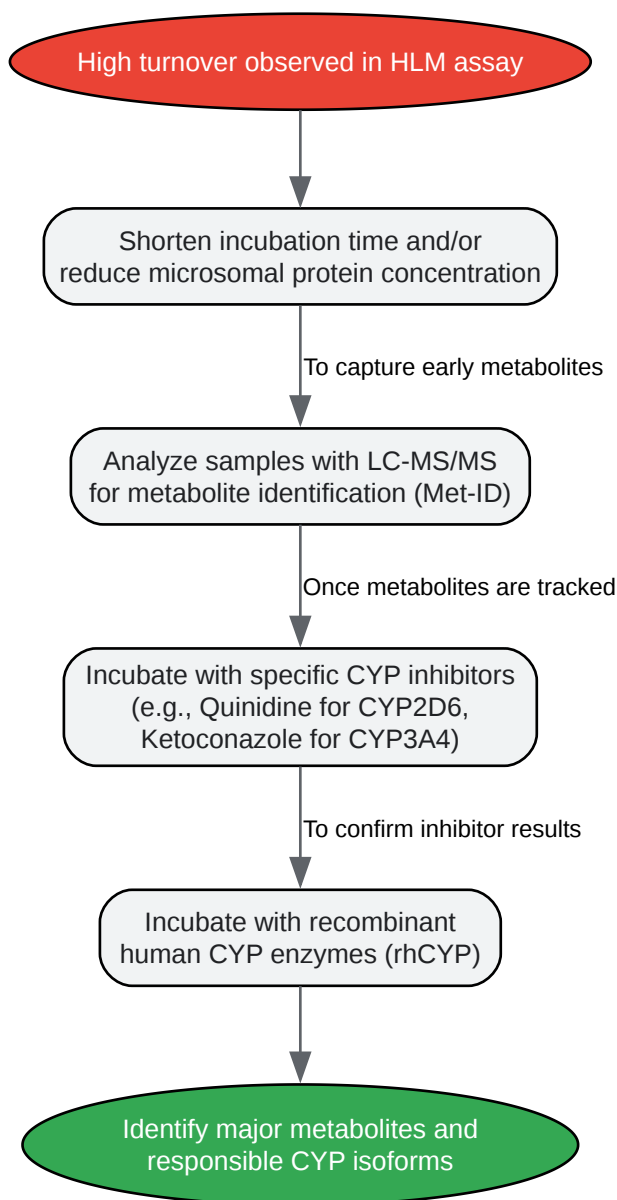 High turnover observed in HLM assay
Shorten incubation time and/or
reduce microsomal protein concentration
To capture early metabolites
Analyze samples with LC-MS/MS
for metabolite identification (Met-ID)
Once metabolites are tracked
Incubate with specific CYP inhibitors
(e.g., Quinidine for CYP2D6,
Ketoconazole for CYP3A4)
To confirm inhibitor results
Incubate with recombinant
human CYP enzymes (rhCYP)
Identify major metabolites and
responsible CYP isoforms